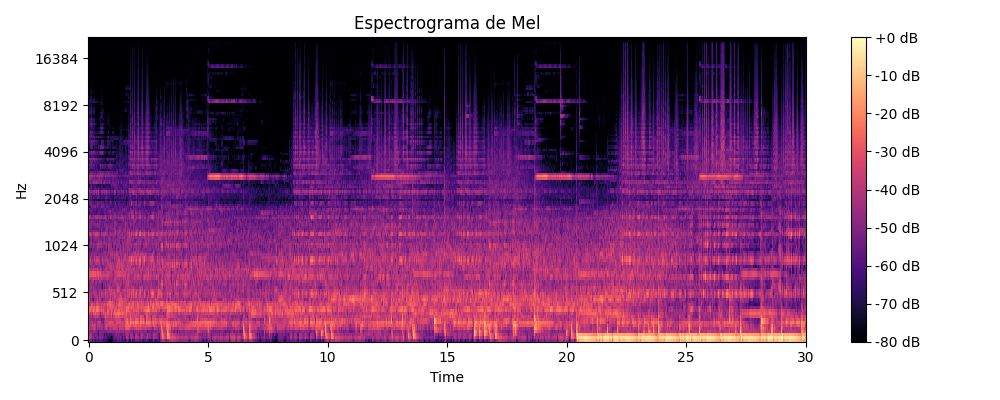 Espectrograma de Mel
Hz
16384
8192
4096
2048
1024
512
0
0 5 10 15 20 25 30
Time
+0 dB
-10 dB
-20 dB
-30 dB
-40 dB
-50 dB
-60 dB
-70 dB
-80 dB